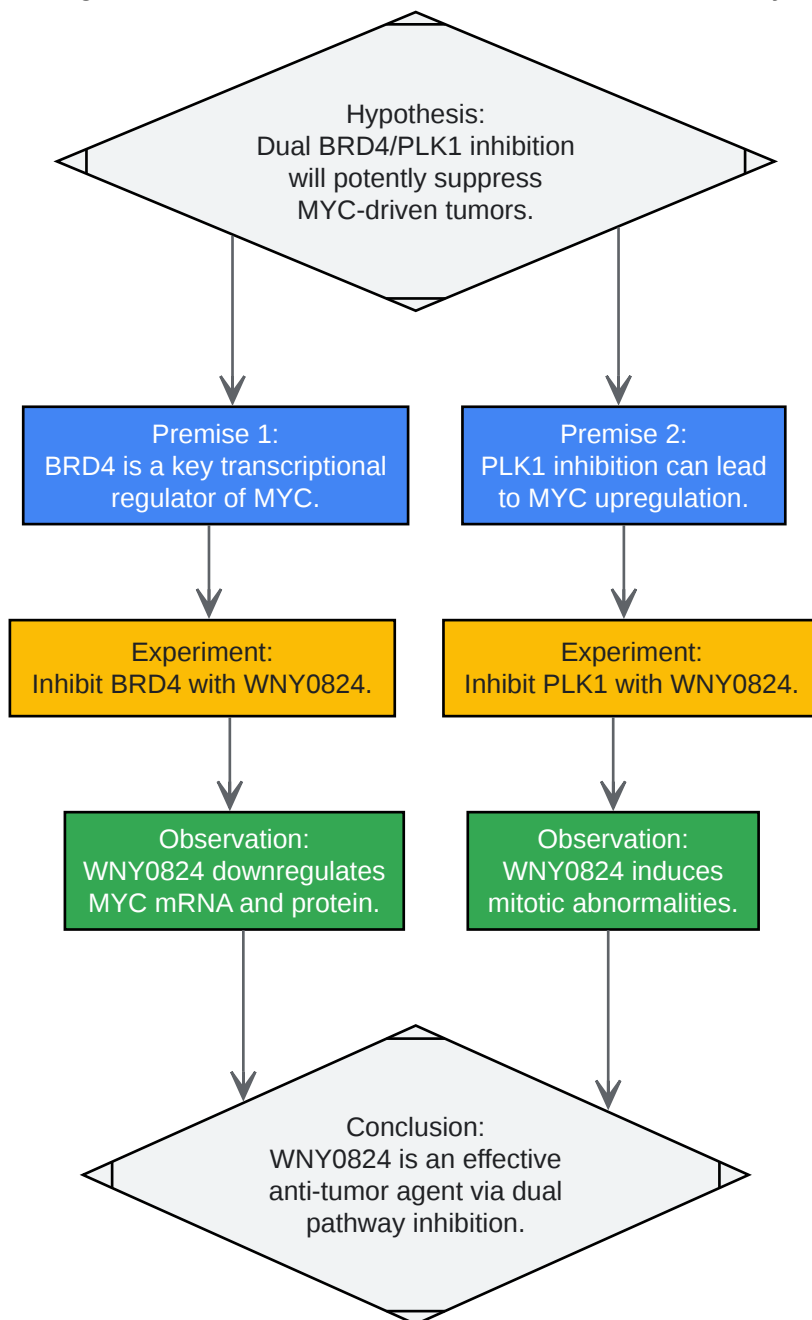 Hypothesis:
Dual BRD4/PLK1 inhibition
will potently suppress
MYC-driven tumors.
Premise 1:
BRD4 is a key transcriptional
regulator of MYC.
Premise 2:
PLK1 inhibition can lead
to MYC upregulation.
Experiment:
Inhibit BRD4 with WNY0824.
Experiment:
Inhibit PLK1 with WNY0824.
Observation:
WNY0824 downregulates
MYC mRNA and protein.
Observation:
WNY0824 induces
mitotic abnormalities.
Conclusion:
WNY0824 is an effective
anti-tumor agent via dual
pathway inhibition.